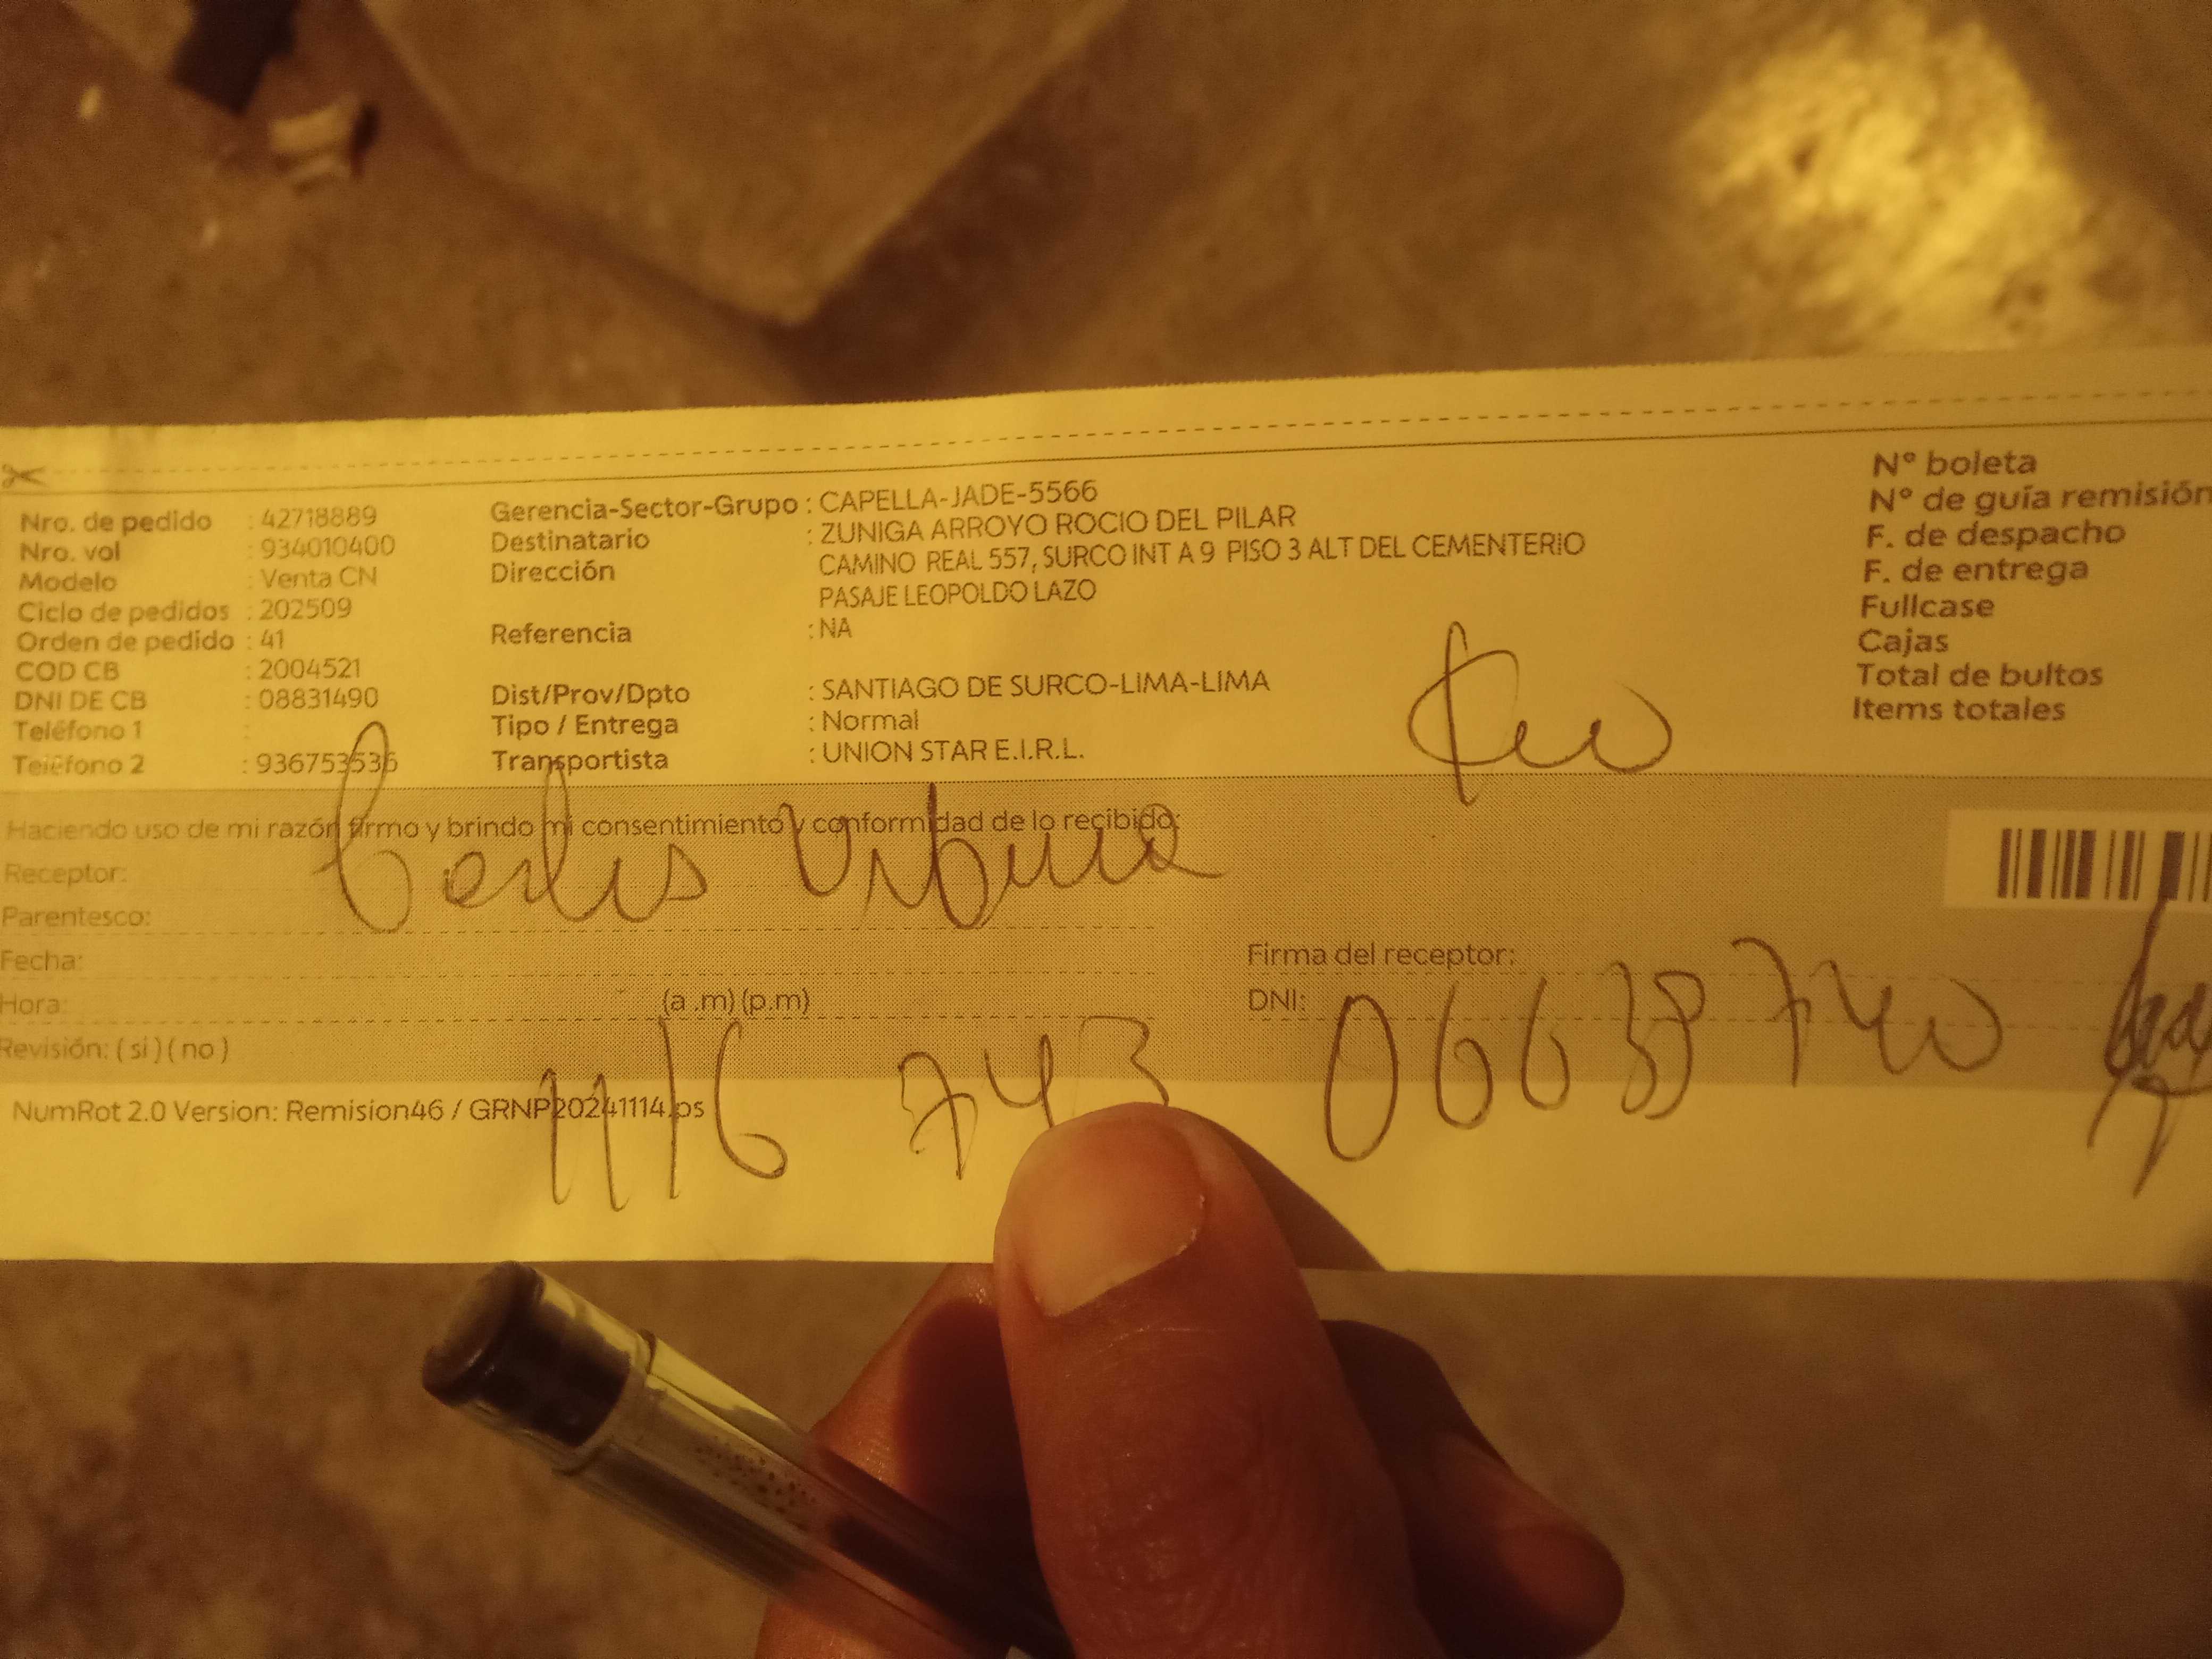 Nro. de pedido : 42718889
Nro. vol : 934010400
Modelo : Venta CN
Ciclo de pedidos : 202509
Orden de pedido : 41
COD CB : 2004521
DNI DE CB : 08831490
Teléfono 1 :
Teléfono 2 : 936753536
Gerencia-Sector-Grupo : CAPELLA-JADE-5566
Destinatario : ZUNIGA ARROYO ROCIO DEL PILAR
Dirección CAMINO REAL 557, SURCO INT A 9 PISO 3 ALT DEL CEMENTERIO
PASAJE LEOPOLDO LAZO
Referencia : NA
Dist/Prov/Dpto : SANTIAGO DE SURCO-LIMA-LIMA
Tipo / Entrega : Normal
Transportista : UNION STAR E.I.R.L.
N° boleta
N° de guía remisión
F. de despacho
F. de entrega
Fullcase
Cajas
Total de bultos
Items totales
Haciendo uso de mi razón firmo y brindo mi consentimiento y conformidad de lo recibido:
Receptor: Carlos Urbina
Parentesco:
Fecha:
Hora: (a .m) (p.m)
Revisión: ( si ) ( no )
Firma del receptor:
DNI:
11/6 743
NumRot 2.0 Version: Remision46 / GRNP20241114.ps